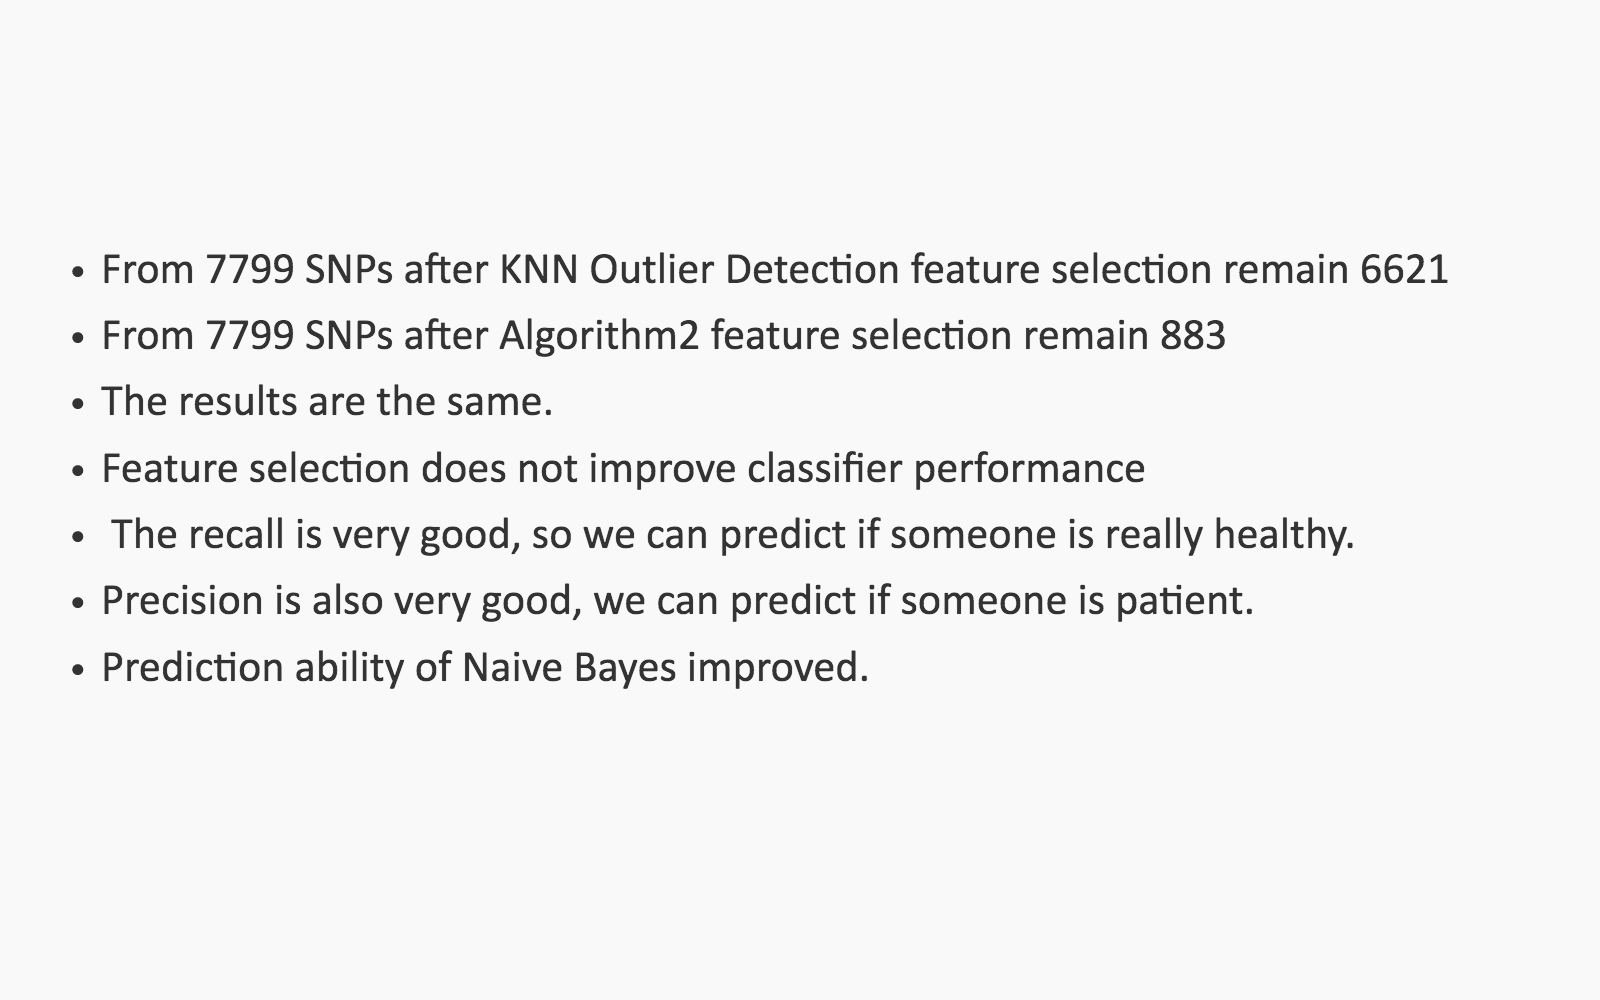 • From 7799 SNPs after KNN Outlier Detection feature selection remain 6621
• From 7799 SNPs after Algorithm2 feature selection remain 883
• The results are the same.
• Feature selection does not improve classifier performance
• The recall is very good, so we can predict if someone is really healthy.
• Precision is also very good, we can predict if someone is patient.
• Prediction ability of Naive Bayes improved.